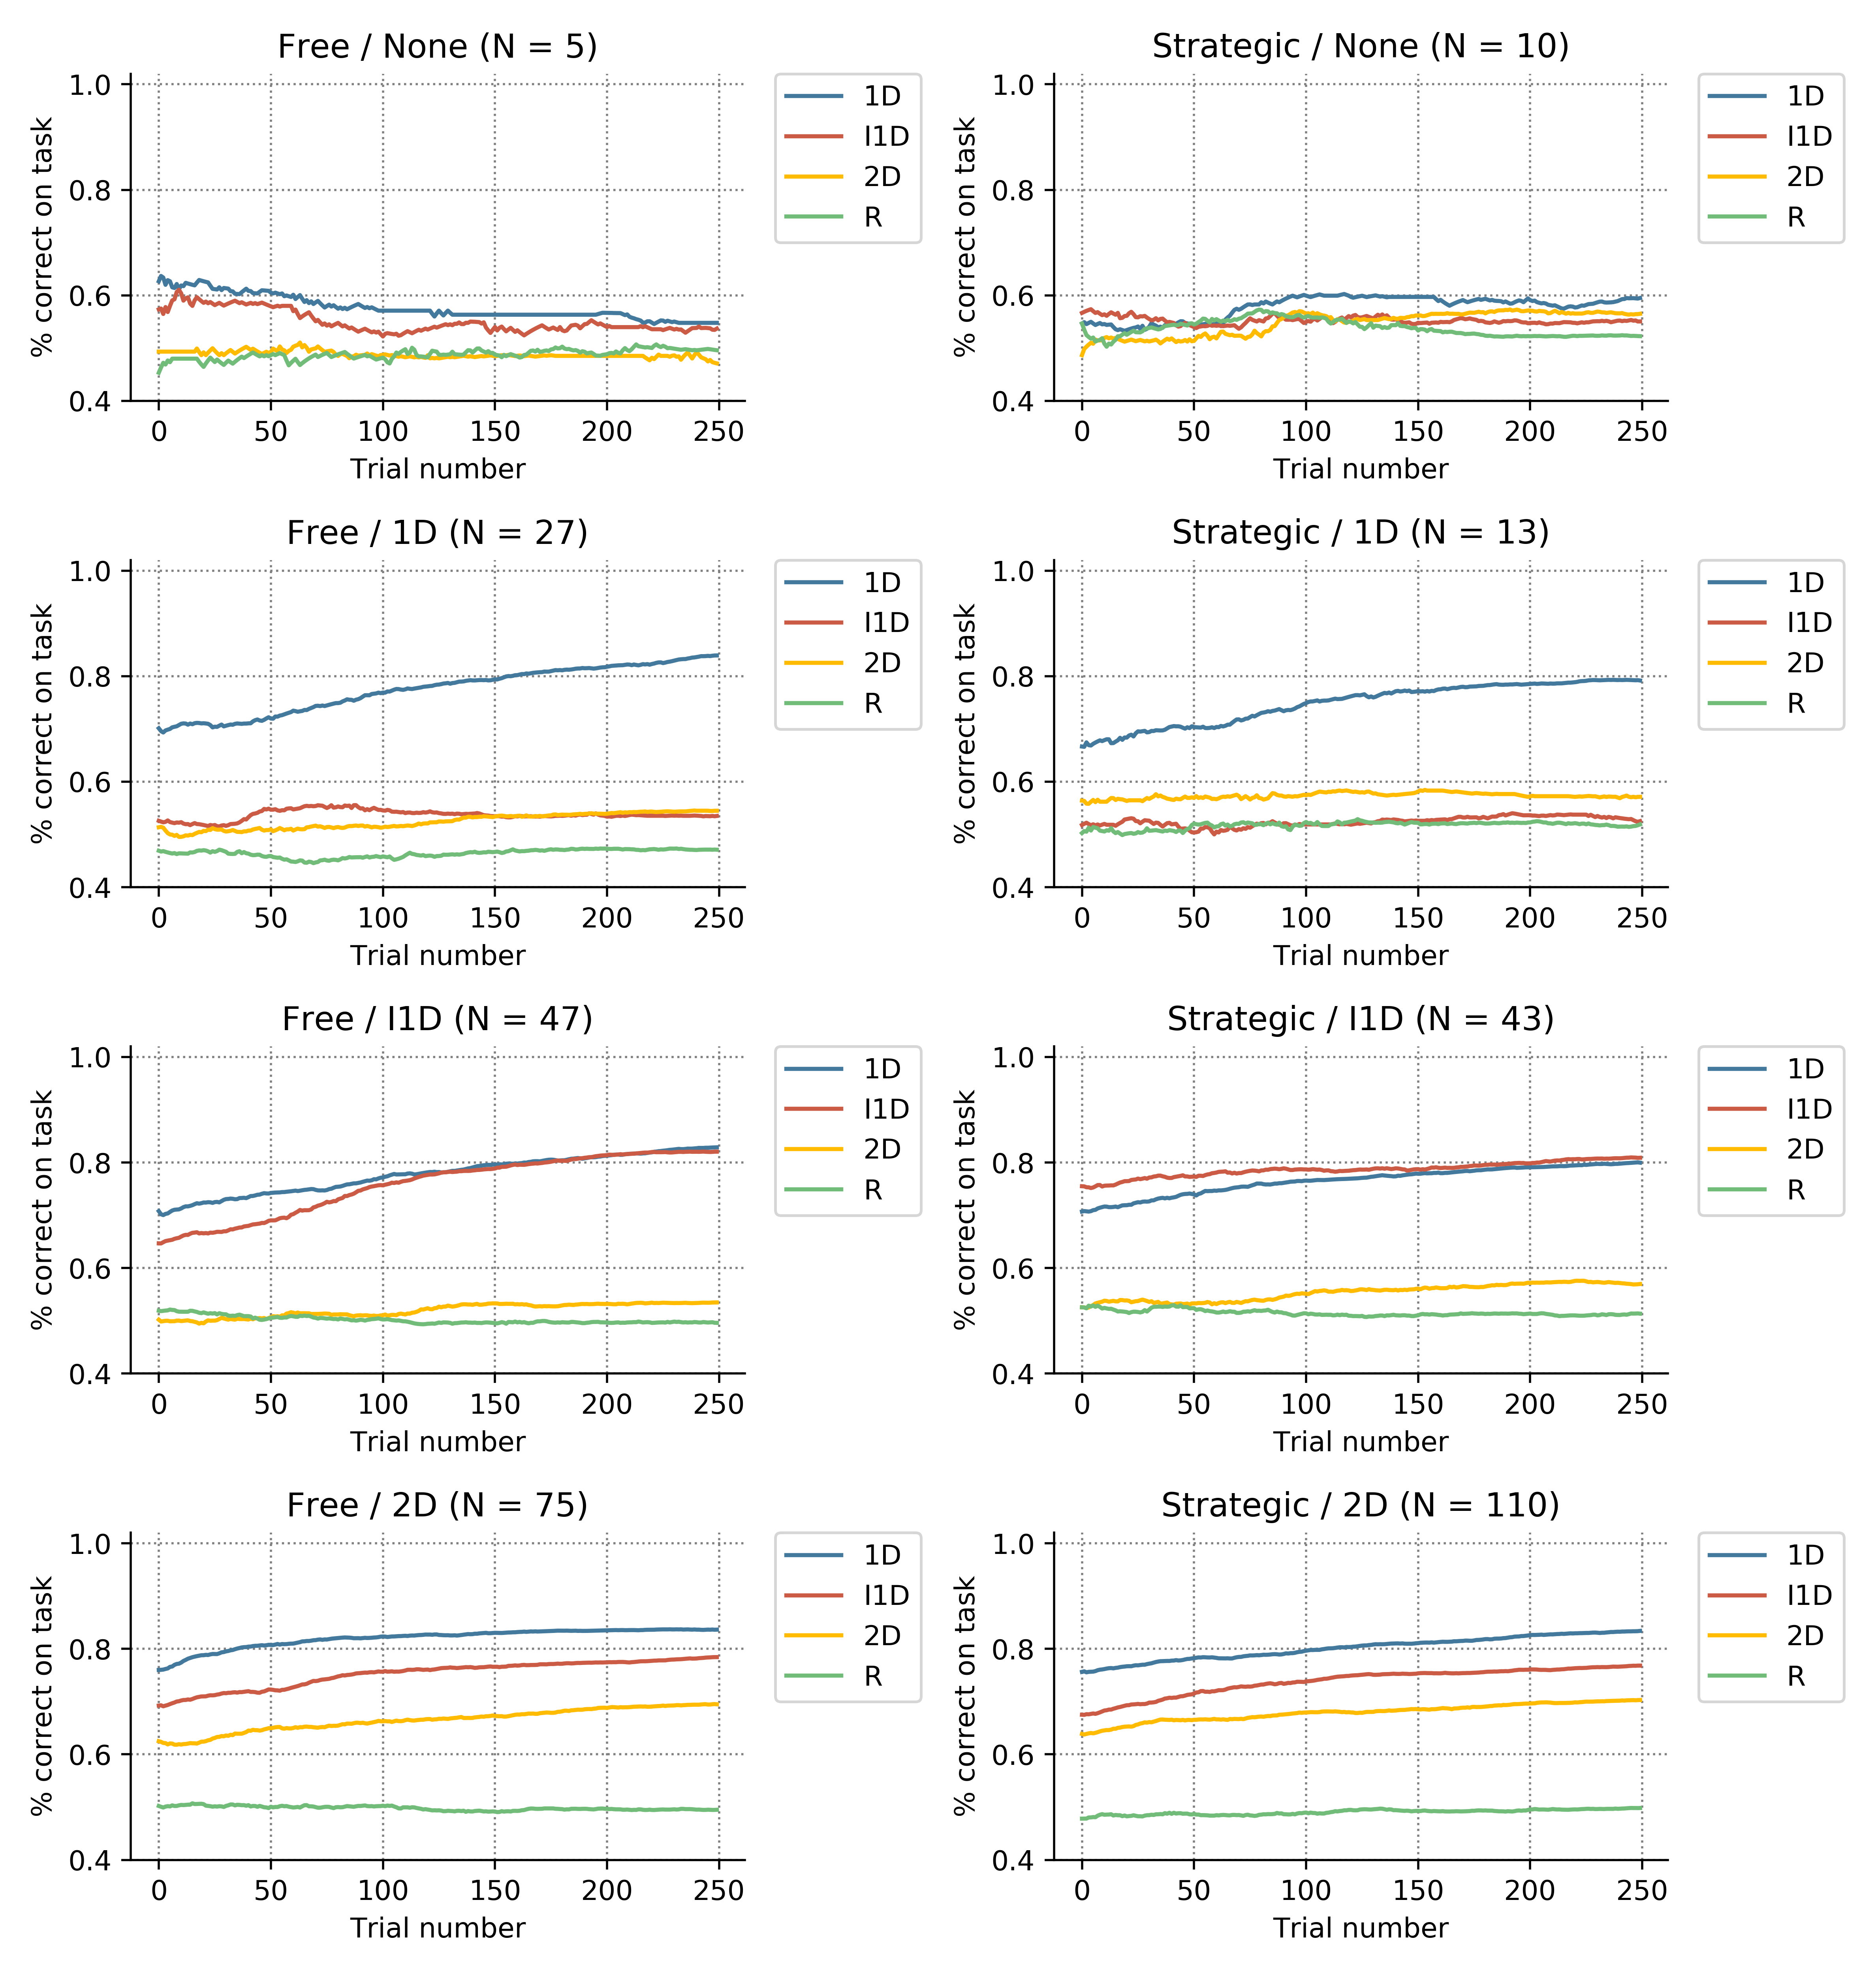 Free / None (N = 5)
% correct on task
1.0
0.8
0.6
0.4
0 50 100 150 200 250
Trial number
1D
I1D
2D
R
Strategic / None (N = 10)
% correct on task
1.0
0.8
0.6
0.4
0 50 100 150 200 250
Trial number
1D
I1D
2D
R
Free / 1D (N = 27)
% correct on task
1.0
0.8
0.6
0.4
0 50 100 150 200 250
Trial number
1D
I1D
2D
R
Strategic / 1D (N = 13)
% correct on task
1.0
0.8
0.6
0.4
0 50 100 150 200 250
Trial number
1D
I1D
2D
R
Free / I1D (N = 47)
% correct on task
1.0
0.8
0.6
0.4
0 50 100 150 200 250
Trial number
1D
I1D
2D
R
Strategic / I1D (N = 43)
% correct on task
1.0
0.8
0.6
0.4
0 50 100 150 200 250
Trial number
1D
I1D
2D
R
Free / 2D (N = 75)
% correct on task
1.0
0.8
0.6
0.4
0 50 100 150 200 250
Trial number
1D
I1D
2D
R
Strategic / 2D (N = 110)
% correct on task
1.0
0.8
0.6
0.4
0 50 100 150 200 250
Trial number
1D
I1D
2D
R